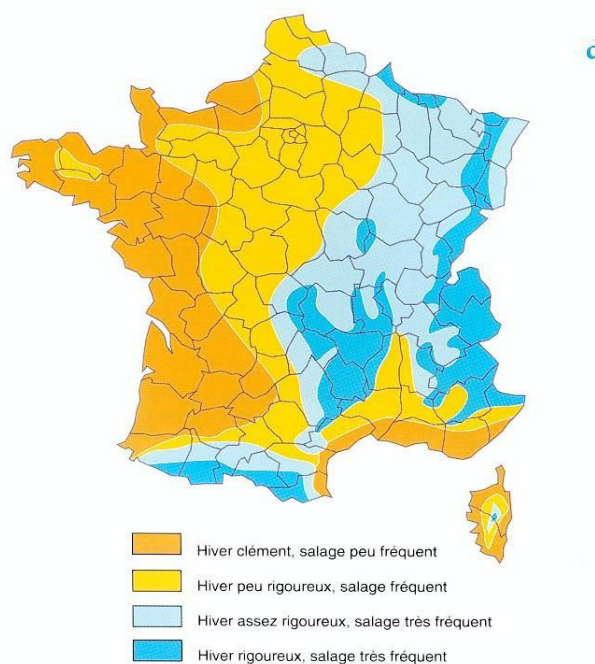 Hiver clément, salage peu fréquent
Hiver peu rigoureux, salage fréquent
Hiver assez rigoureux, salage très fréquent
Hiver rigoureux, salage très fréquent